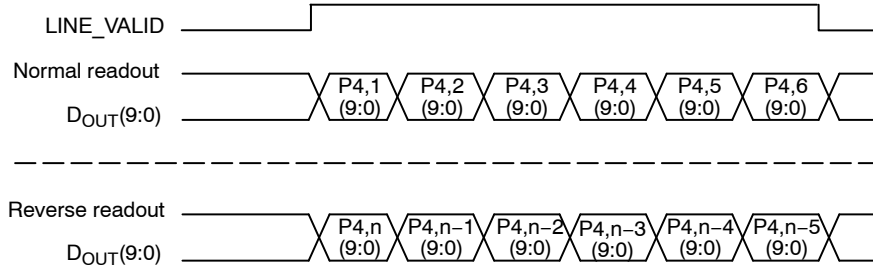 LINE_VALID
Normal readout
P4,1 P4,2 P4,3 P4,4 P4,5 P4,6
(9:0) (9:0) (9:0) (9:0) (9:0) (9:0)
DOUT(9:0)
Reverse readout
P4,n P4,n−1 P4,n−2 P4,n−3 P4,n−4 P4,n−5
(9:0) (9:0) (9:0) (9:0) (9:0) (9:0)
DOUT(9:0)